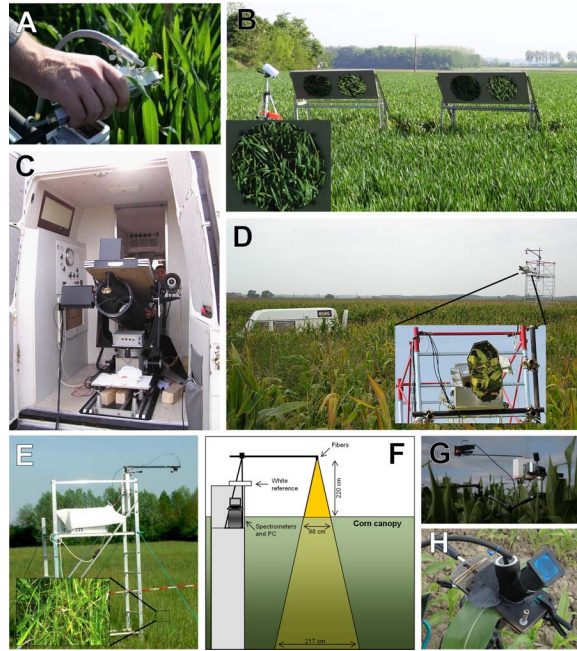 A
B
C
D
E
F
Fibers
White
reference
220 cm
Spectrometers
and PC
Corn canopy
98 cm
217 cm
G
H